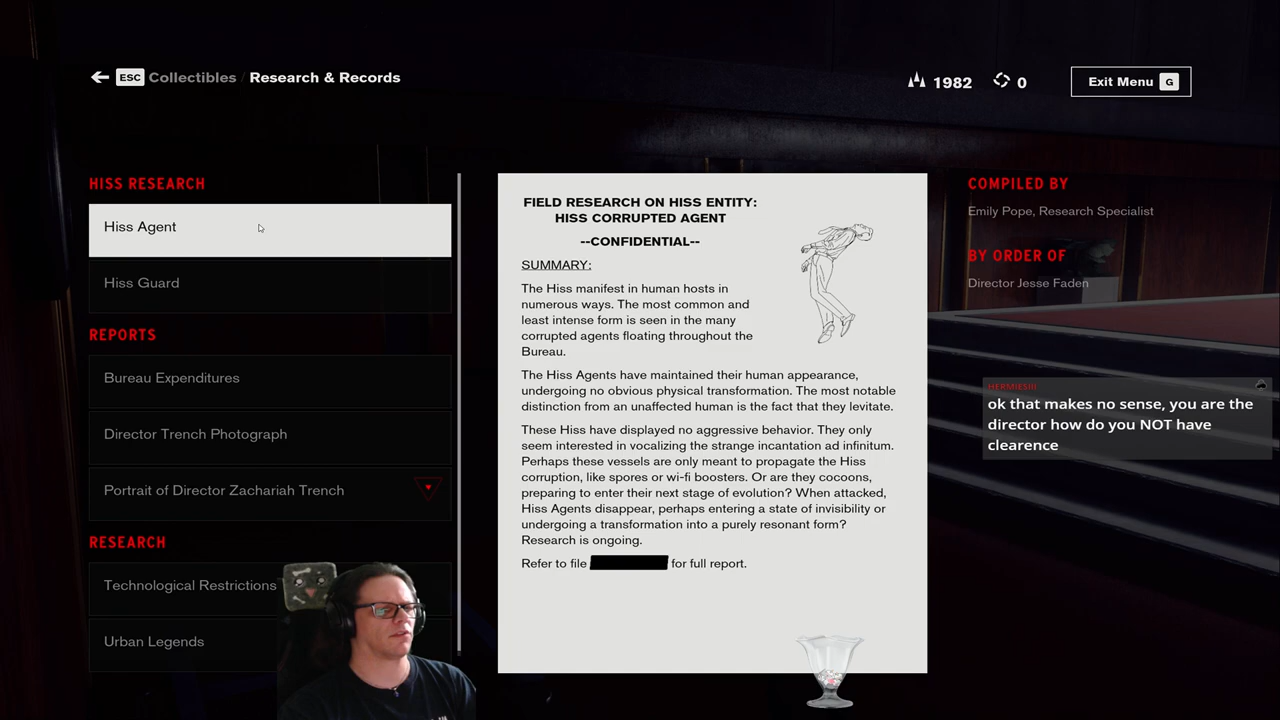 ESC Collectibles / Research & Records
1982
0
Exit Menu G
HISS RESEARCH
Hiss Agent
Hiss Guard
REPORTS
Bureau Expenditures
Director Trench Photograph
Portrait of Director Zachariah Trench
RESEARCH
Technological Restrictions
Urban Legends
FIELD RESEARCH ON HISS ENTITY:
HISS CORRUPTED AGENT
--CONFIDENTIAL--
SUMMARY:
The Hiss manifest in human hosts in
numerous ways. The most common and
least intense form is seen in the many
corrupted agents floating throughout the
Bureau.
The Hiss Agents have maintained their human appearance,
undergoing no obvious physical transformation. The most notable
distinction from an unaffected human is the fact that they levitate.
These Hiss have displayed no aggressive behavior. They only
seem interested in vocalizing the strange incantation ad infinitum.
Perhaps these vessels are only meant to propagate the Hiss
corruption, like spores or wi-fi boosters. Or are they cocoons,
preparing to enter their next stage of evolution? When attacked,
Hiss Agents disappear, perhaps entering a state of invisibility or
undergoing a transformation into a purely resonant form?
Research is ongoing.
Refer to file for full report.
COMPILED BY
Emily Pope, Research Specialist
BY ORDER OF
Director Jesse Faden
ok that makes no sense, you are the
director how do you NOT have
clearence